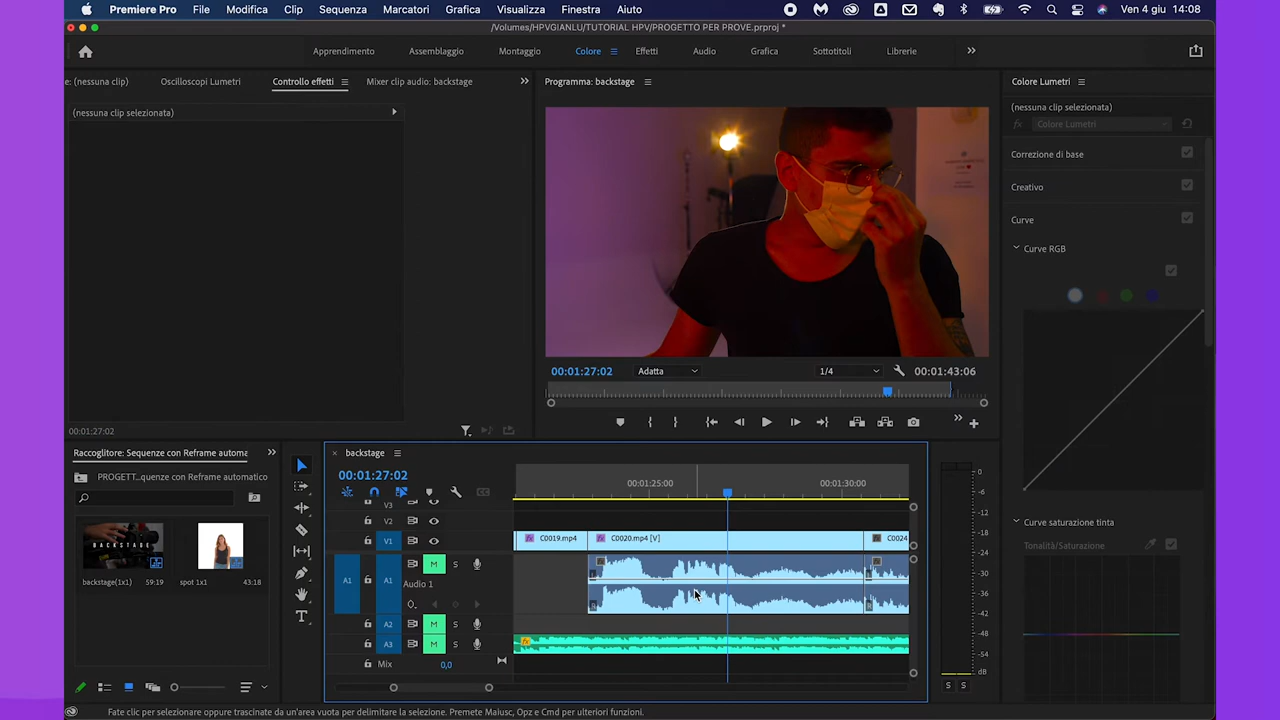 Premiere Pro File Modifica Clip Sequenza Marcatori Grafica Visualizza Finestra Aiuto Ven 4 giu 14:08
/Volumes/HPVGIANLU/TUTORIAL HPV/PROGETTO PER PROVE.prproj *
Apprendimento Assemblaggio Montaggio Colore Effetti Audio Grafica Sottotitoli Librerie
e: (nessuna clip) Oscilloscopi Lumetri Controllo effetti Mixer clip audio: backstage
Programma: backstage
Colore Lumetri
(nessuna clip selezionata)
(nessuna clip selezionata)
fx Colore Lumetri
Correzione di base
Creativo
Curve
Curve RGB
00:01:27:02 Adatta 1/4 00:01:43:06
00:01:27:02
Raccoglitore: Sequenze con Reframe automa
PROGETT...quenze con Reframe automatico
BACKSTAGE
backstage(1x1) 59:19 spot 1x1 43:18
backstage
00:01:27:02
00:01:25:00 00:01:30:00
V3
V2
V1 C0019.mp4 C0020.mp4 [V] C0024
A1 A1 M S
Audio 1
A2 M S
A3 M S
Mix 0,0
0
-6
-12
-18
-24
-30
-36
-42
-48
-54
dB
S S
Curve saturazione tinta
Tonalità/Saturazione
Fate clic per selezionare oppure trascinate da un'area vuota per delimitare la selezione. Premete Maiusc, Opz e Cmd per ulteriori funzioni.